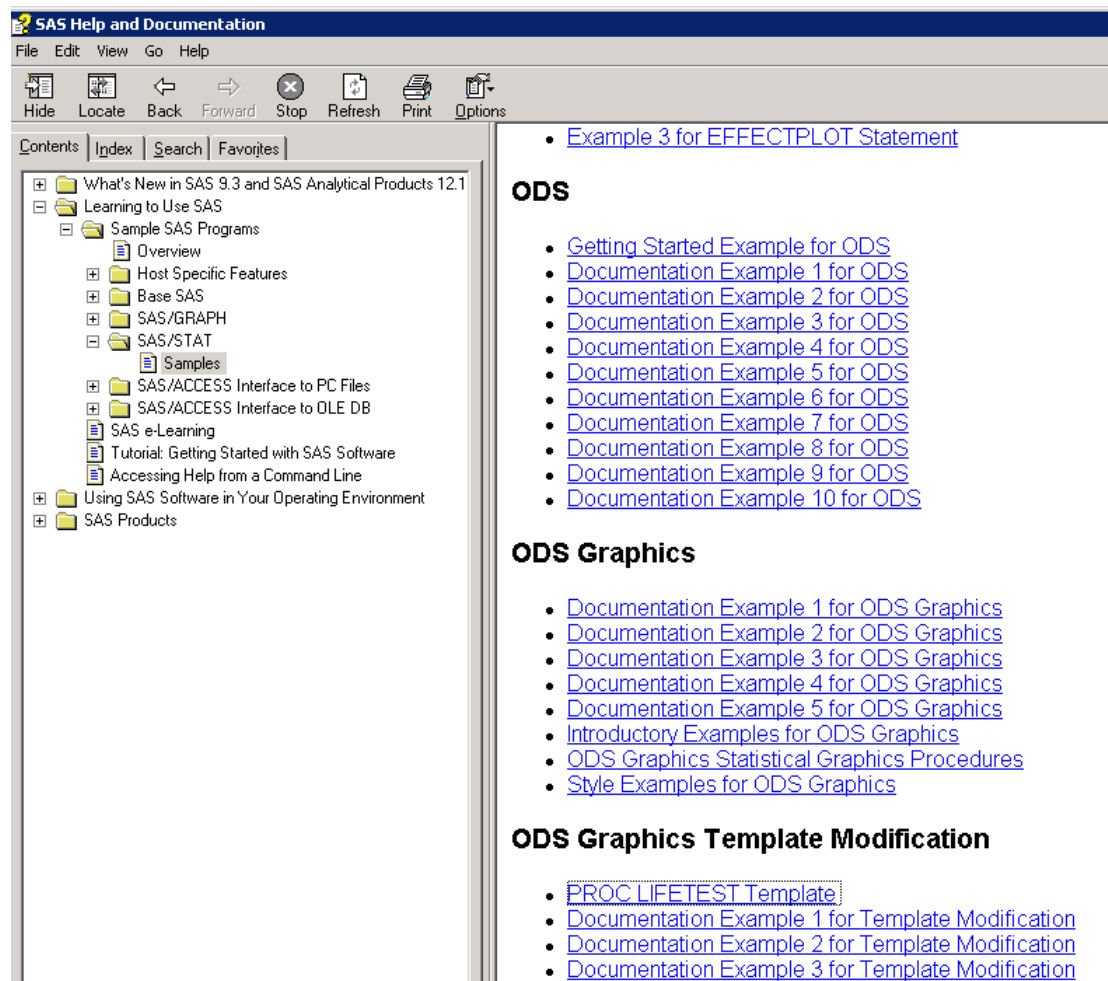 SAS Help and Documentation
File Edit View Go Help
Hide Locate Back Forward Stop Refresh Print Options
Contents Index Search Favorites
What's New in SAS 9.3 and SAS Analytical Products 12.1
Learning to Use SAS
Sample SAS Programs
Overview
Host Specific Features
Base SAS
SAS/GRAPH
SAS/STAT
Samples
SAS/ACCESS Interface to PC Files
SAS/ACCESS Interface to OLE DB
SAS e-Learning
Tutorial: Getting Started with SAS Software
Accessing Help from a Command Line
Using SAS Software in Your Operating Environment
SAS Products
Example 3 for EFFECTPLOT Statement
ODS
Getting Started Example for ODS
Documentation Example 1 for ODS
Documentation Example 2 for ODS
Documentation Example 3 for ODS
Documentation Example 4 for ODS
Documentation Example 5 for ODS
Documentation Example 6 for ODS
Documentation Example 7 for ODS
Documentation Example 8 for ODS
Documentation Example 9 for ODS
Documentation Example 10 for ODS
ODS Graphics
Documentation Example 1 for ODS Graphics
Documentation Example 2 for ODS Graphics
Documentation Example 3 for ODS Graphics
Documentation Example 4 for ODS Graphics
Documentation Example 5 for ODS Graphics
Introductory Examples for ODS Graphics
ODS Graphics Statistical Graphics Procedures
Style Examples for ODS Graphics
ODS Graphics Template Modification
PROC LIFETEST Template
Documentation Example 1 for Template Modification
Documentation Example 2 for Template Modification
Documentation Example 3 for Template Modification